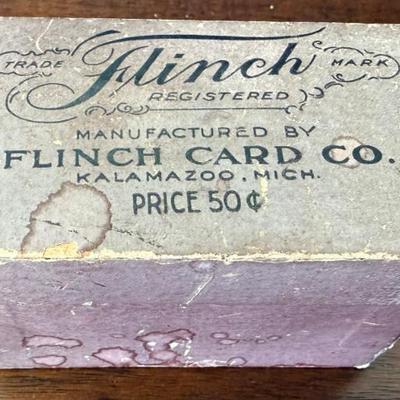 TRADE Flinch MARK
REGISTERED
MANUFACTURED BY
FLINCH CARD CO.
KALAMAZOO, MICH.
PRICE 50¢